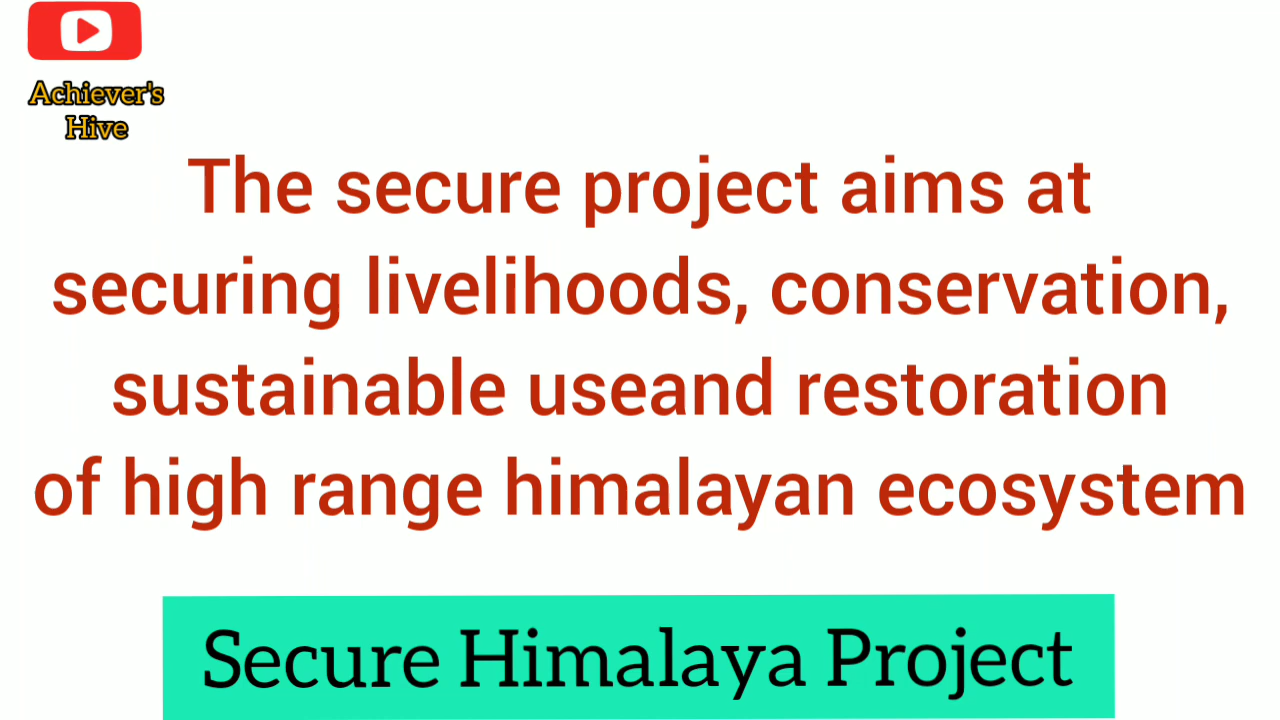 Achiever's
Hive
The secure project aims at
securing livelihoods, conservation,
sustainable useand restoration
of high range himalayan ecosystem
Secure Himalaya Project